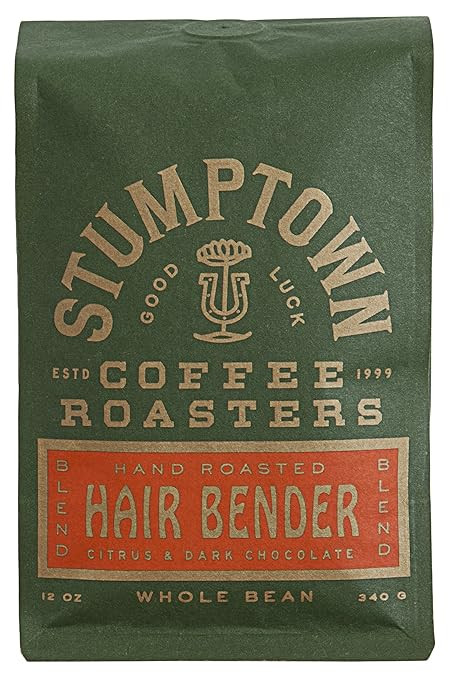 STUMPTOWN
GOOD LUCK
ESTD COFFEE 1999
ROASTERS
BLEND
HAND ROASTED
HAIR BENDER
CITRUS & DARK CHOCOLATE
BLEND
12 OZ WHOLE BEAN 340 G